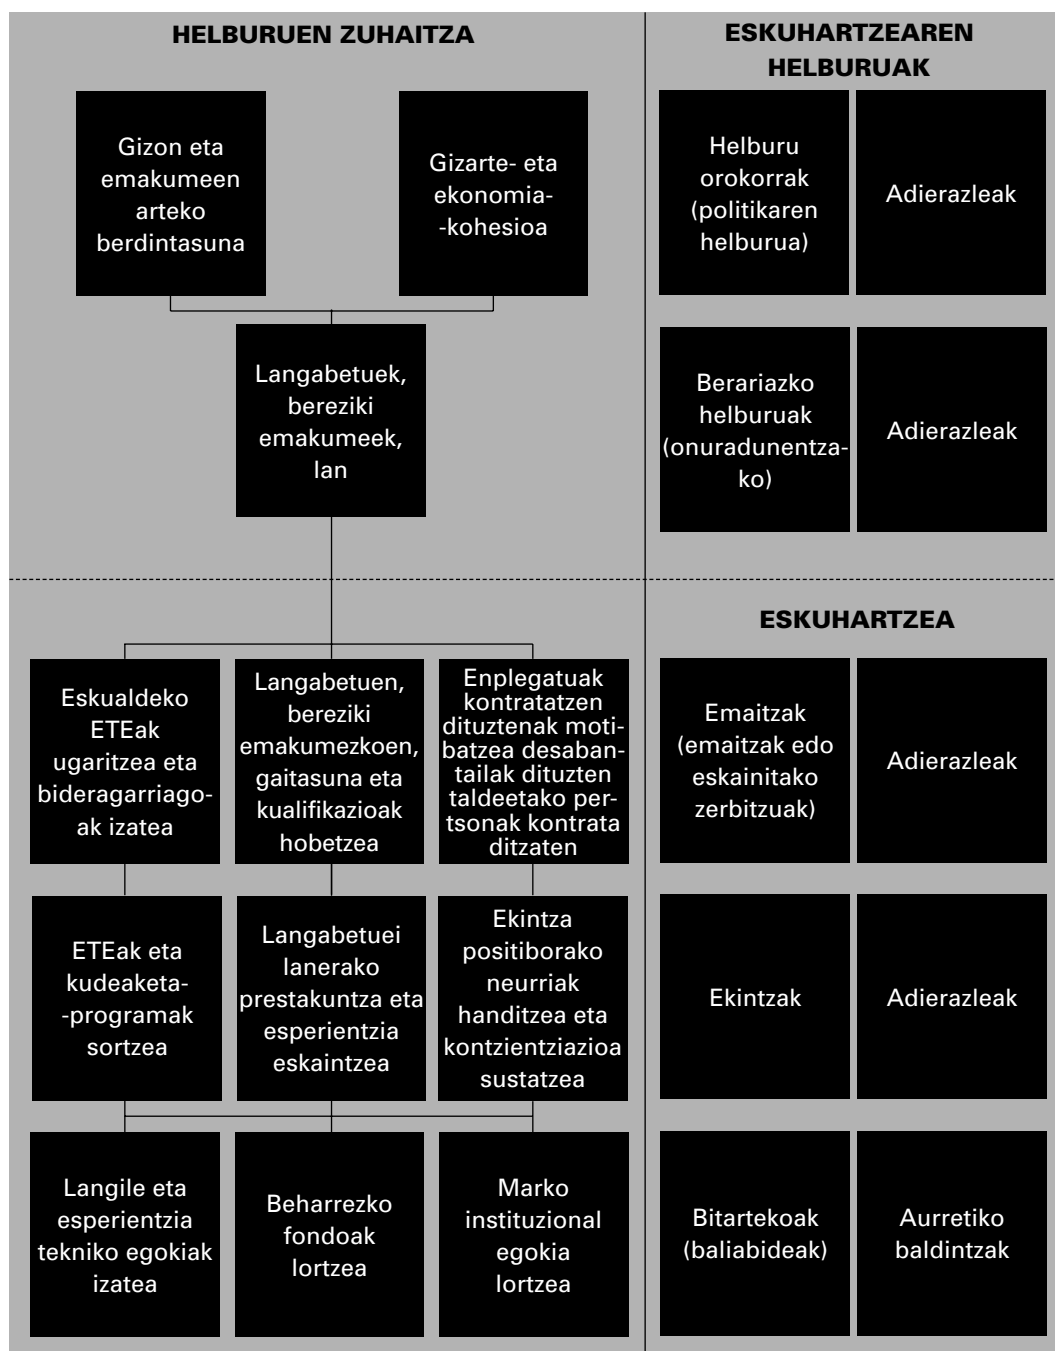 HELBURUEN ZUHAITZA
ESKUHARTZEAREN
HELBURUAK
Gizon eta
emakumeen
arteko
berdintasuna
Gizarte- eta
ekonomia-
-kohesioa
Helburu
orokorrak
(politikaren
helburua)
Adierazleak
Langabetuek,
bereziki
emakumeek,
lan
Berariazko
helburuak
(onuradunentza-
ko)
Adierazleak
ESKUHARTZEA
Eskualdeko
ETEak
ugaritzea eta
bideragarriago-
ak izatea
Langabetuen,
bereziki
emakumezkoen,
gaitasuna eta
kualifikazioak
hobetzea
Enplegatuak
kontratatzen
dituztenak moti-
batzea desaban-
tailak dituzten
taldeetako per-
tsonak kontrata
ditzaten
Emaitzak
(emaitzak edo
eskainitako
zerbitzuak)
Adierazleak
ETEak eta
kudeaketa-
-programak
sortzea
Langabetuei
lanerako
prestakuntza eta
esperientzia
eskaintzea
Ekintza
positiborako
neurriak
handitzea eta
kontzientziazioa
sustatzea
Ekintzak
Adierazleak
Langile eta
esperientzia
tekniko egokiak
izatea
Beharrezko
fondoak
lortzea
Marko
instituzional
egokia
lortzea
Bitartekoak
(baliabideak)
Aurretiko
baldintzak